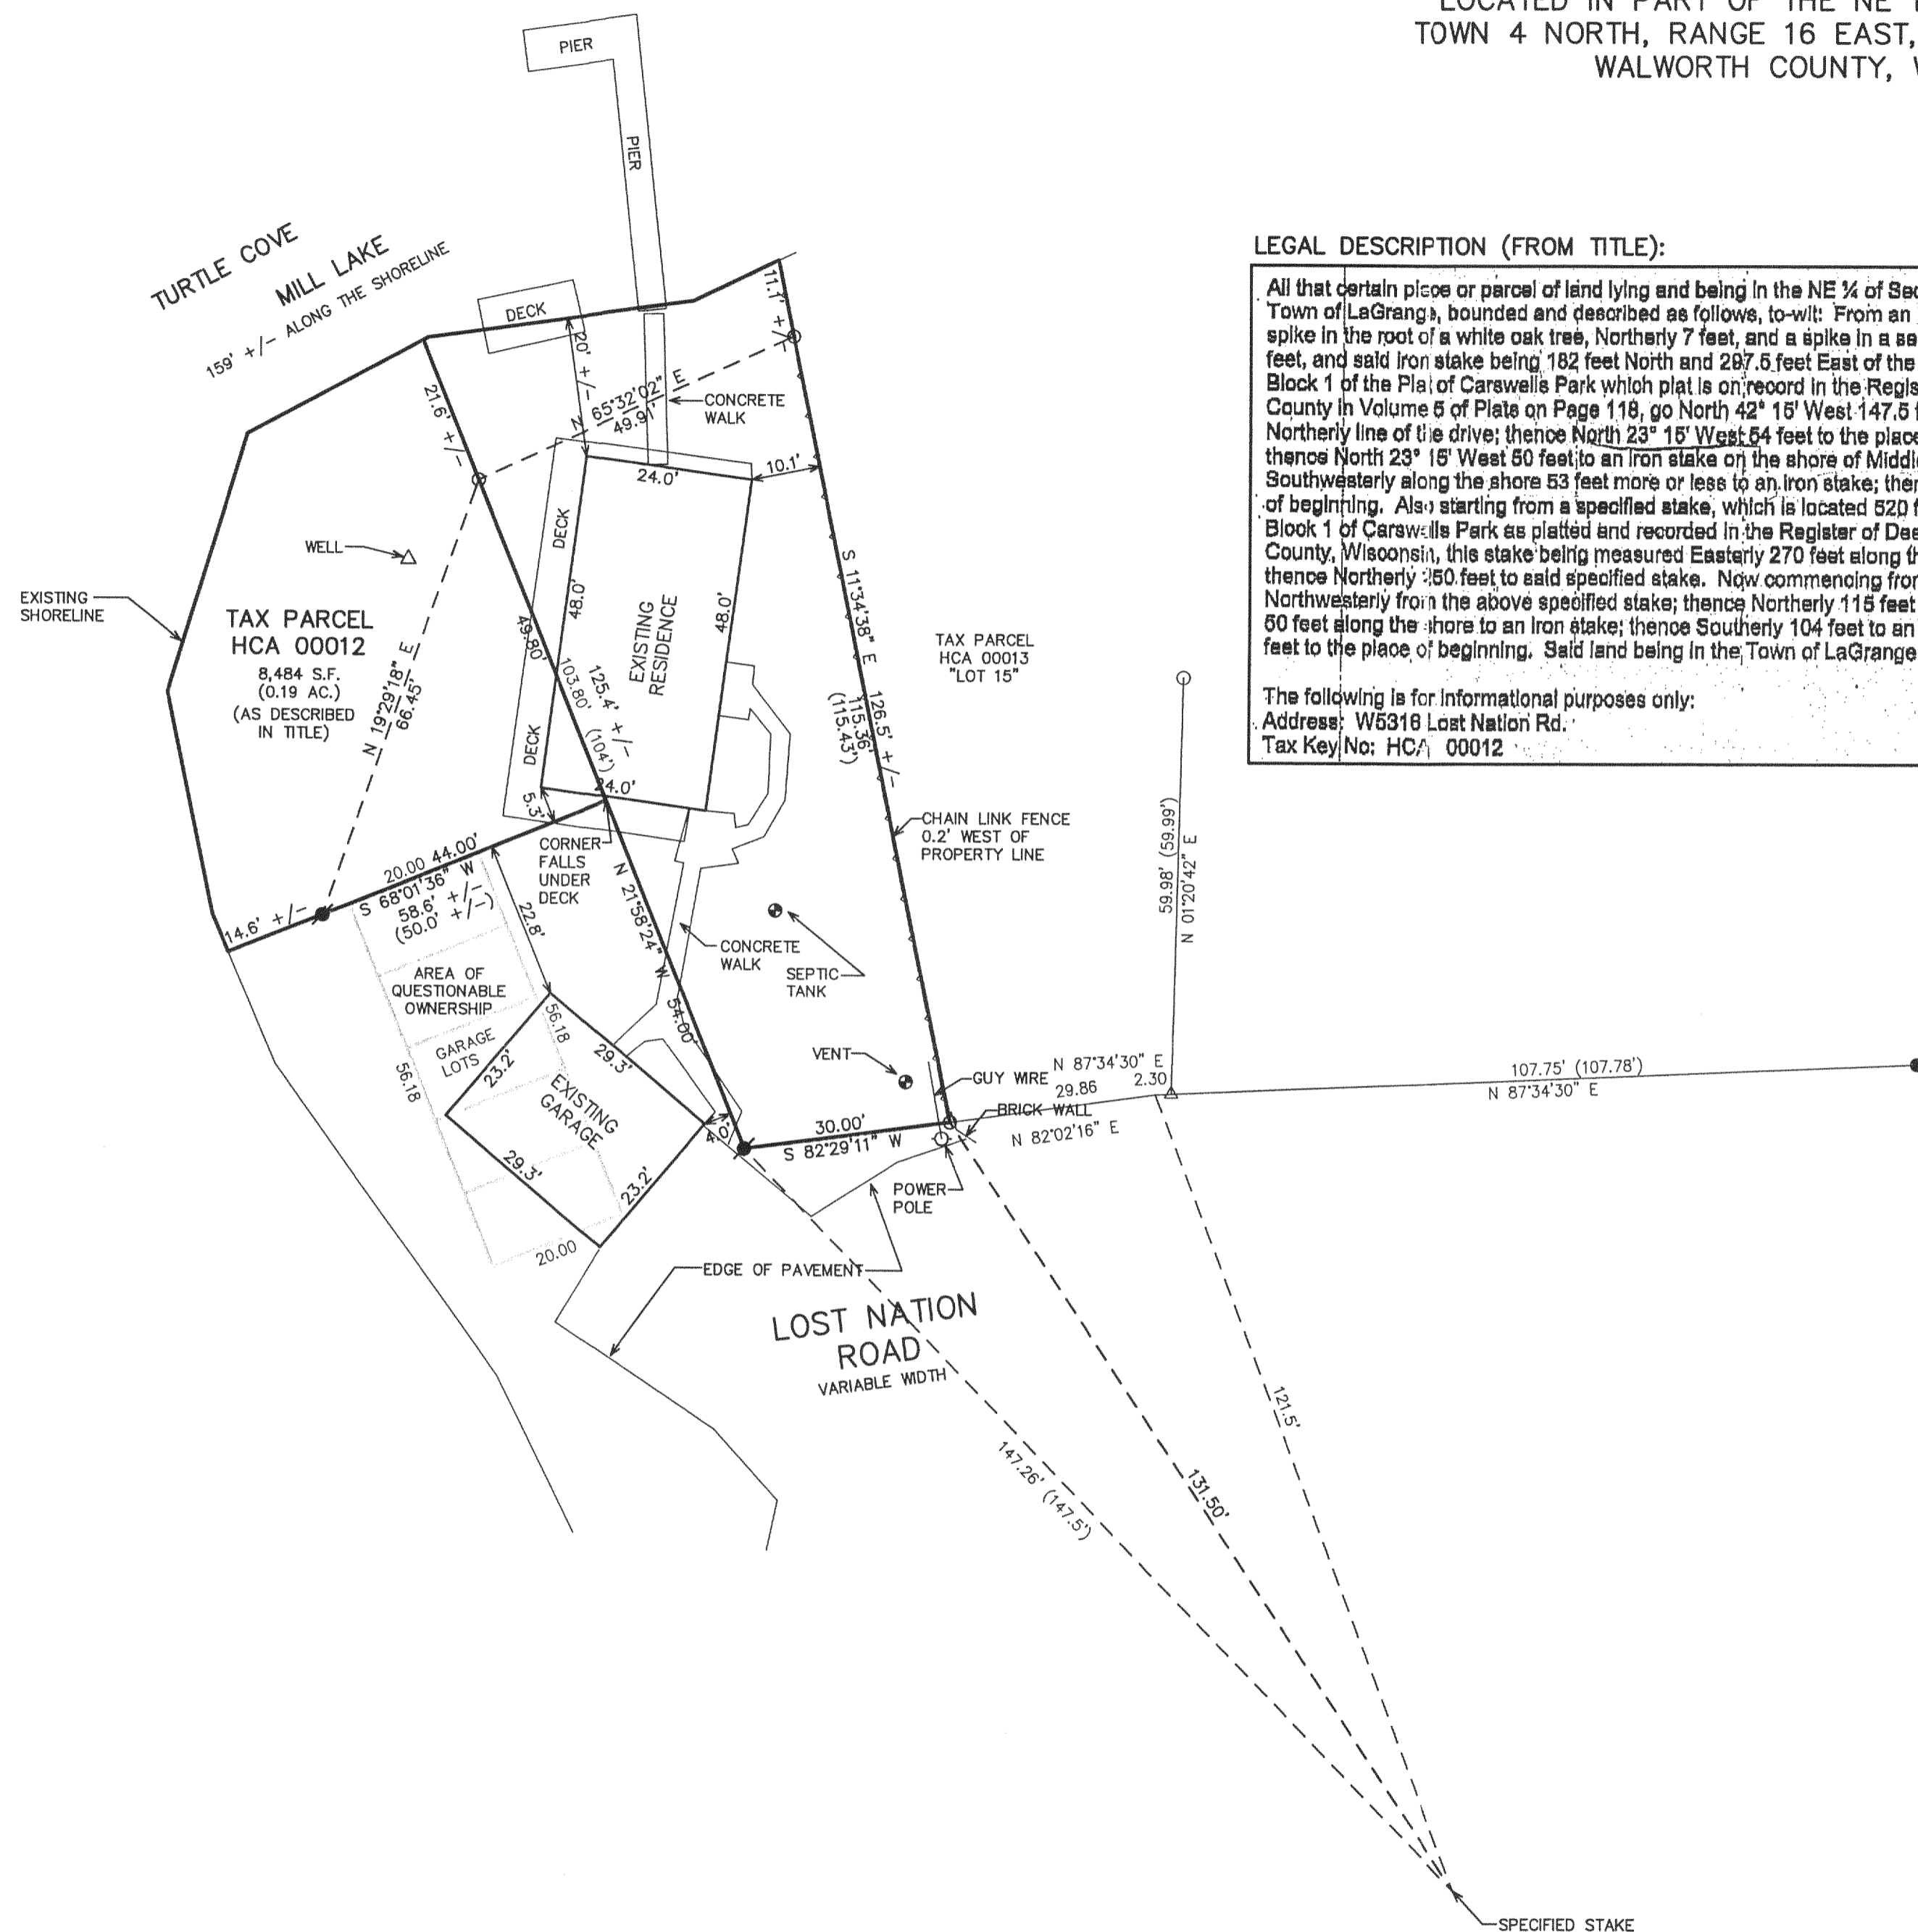 LOCATED IN PART OF THE NE
TOWN 4 NORTH, RANGE 16 EAST,
WALWORTH COUNTY,
PIER
PIER
TURTLE COVE
MILL LAKE
159' +/- ALONG THE SHORELINE
DECK
11.1' +/-
20' +/-
21.6' +/-
N 65°32'02" E
49.91'
CONCRETE
WALK
24.0'
10.1'
WELL
DECK
48.0'
48.0'
EXISTING
RESIDENCE
EXISTING
SHORELINE
TAX PARCEL
HCA 00012
8,484 S.F.
(0.19 AC.)
(AS DESCRIBED
IN TITLE)
N 19°29'18" E
66.45'
49.80'
103.80'
125.4' +/-
(104')
DECK
24.0'
5.3'
S 11°34'38" E
126.5' +/-
115.36'
(115.43')
TAX PARCEL
HCA 00013
"LOT 15"
CHAIN LINK FENCE
0.2' WEST OF
PROPERTY LINE
CORNER
FALLS
UNDER
DECK
20.00 44.00'
S 68°01'36" W
58.6' +/-
(50.0' +/-)
14.6' +/-
22.8'
N 21°58'24" W
54.00'
CONCRETE
WALK
SEPTIC
TANK
AREA OF
QUESTIONABLE
OWNERSHIP
GARAGE
LOTS
56.18
56.18
23.2'
29.3'
EXISTING
GARAGE
29.3'
23.2'
20.00
4.0'
VENT
GUY WIRE
BRICK WALL
30.00'
S 82°29'11" W
N 87°34'30" E
29.86
2.30
N 82°02'16" E
59.98' (59.99')
N 01°20'42" E
107.75' (107.78')
N 87°34'30" E
POWER
POLE
EDGE OF PAVEMENT
LOST NATION
ROAD
VARIABLE WIDTH
147.26' (147.5')
131.50'
121.5'
SPECIFIED STAKE
LEGAL DESCRIPTION (FROM TITLE):
All that certain piece or parcel of land lying and being in the NE ¼ of Sec
Town of LaGrange, bounded and described as follows, to-wit: From an
spike in the root of a white oak tree, Northerly 7 feet, and a spike in a
feet, and said iron stake being 182 feet North and 297.5 feet East of the
Block 1 of the Plat of Carswells Park which plat is on record in the Regis
County in Volume 5 of Plats on Page 118, go North 42° 15' West 147.5
Northerly line of the drive; thence North 23° 15' West 54 feet to the place
thence North 23° 15' West 50 feet to an iron stake on the shore of Middl
Southwesterly along the shore 53 feet more or less to an iron stake; then
of beginning. Also starting from a specified stake, which is located 520 f
Block 1 of Carswells Park as platted and recorded in the Register of Dee
County, Wisconsin, this stake being measured Easterly 270 feet along th
thence Northerly 250 feet to said specified stake. Now commencing from
Northwesterly from the above specified stake; thence Northerly 115 feet
50 feet along the shore to an iron stake; thence Southerly 104 feet to an
feet to the place of beginning. Said land being in the Town of LaGrange
The following is for informational purposes only:
Address: W5316 Lost Nation Rd.
Tax Key No: HCA 00012